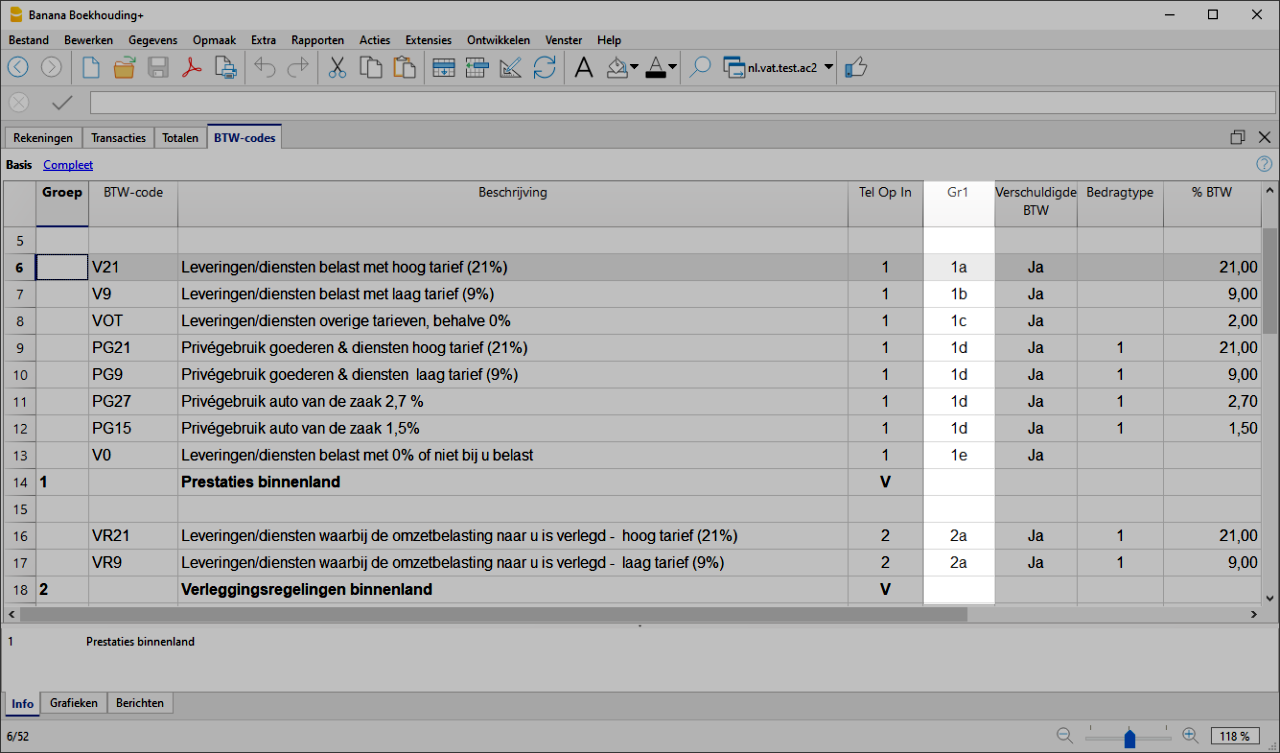 Banana Boekhouding+
Bestand Bewerken Gegevens Opmaak Extra Rapporten Acties Extensies Ontwikkelen Venster Help
nl.vat.test.ac2
Rekeningen Transacties Totalen BTW-codes
Basis Compleet
Groep BTW-code Beschrijving Tel Op In Gr1 Verschuldigde BTW Bedragtype % BTW
5
6 V21 Leveringen/diensten belast met hoog tarief (21%) 1 1a Ja 21,00
7 V9 Leveringen/diensten belast met laag tarief (9%) 1 1b Ja 9,00
8 VOT Leveringen/diensten overige tarieven, behalve 0% 1 1c Ja 2,00
9 PG21 Privégebruik goederen & diensten hoog tarief (21%) 1 1d Ja 1 21,00
10 PG9 Privégebruik goederen & diensten laag tarief (9%) 1 1d Ja 1 9,00
11 PG27 Privégebruik auto van de zaak 2,7 % 1 1d Ja 1 2,70
12 PG15 Privégebruik auto van de zaak 1,5% 1 1d Ja 1 1,50
13 V0 Leveringen/diensten belast met 0% of niet bij u belast 1 1e Ja
14 1 Prestaties binnenland V
15
16 VR21 Leveringen/diensten waarbij de omzetbelasting naar u is verlegd - hoog tarief (21%) 2 2a Ja 1 21,00
17 VR9 Leveringen/diensten waarbij de omzetbelasting naar u is verlegd - laag tarief (9%) 2 2a Ja 1 9,00
18 2 Verleggingsregelingen binnenland V
1 Prestaties binnenland
Info Grafieken Berichten
6/52 118 %